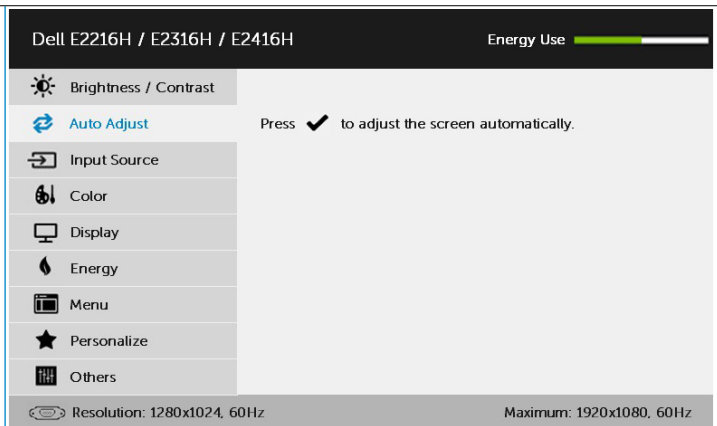 Dell E2216H / E2316H / E2416H Energy Use
Brightness / Contrast
Auto Adjust
Press ✔ to adjust the screen automatically.
Input Source
Color
Display
Energy
Menu
Personalize
Others
Resolution: 1280x1024, 60Hz Maximum: 1920x1080, 60Hz